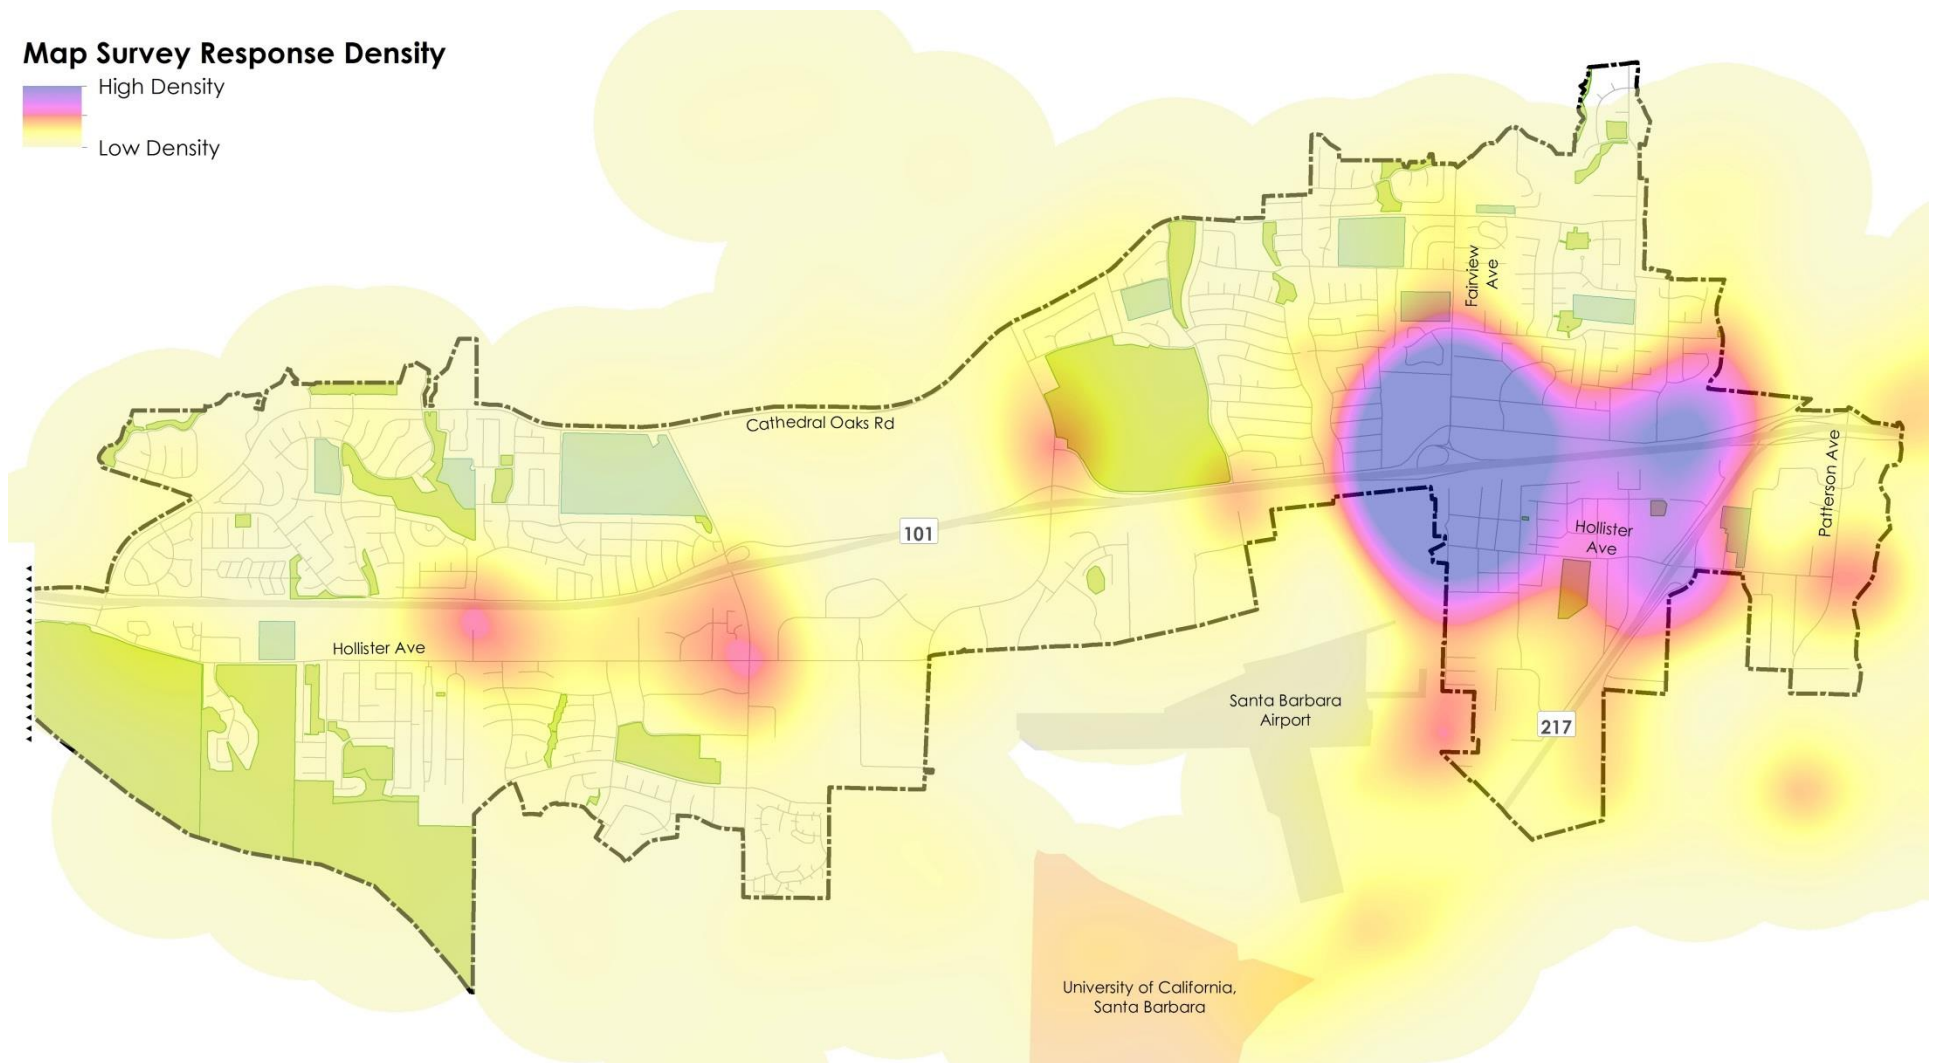 Map Survey Response Density
High Density
Low Density
Fairview
Ave
Cathedral Oaks Rd
Patterson Ave
101
Hollister
Ave
Hollister Ave
Santa Barbara
Airport
217
University of California,
Santa Barbara